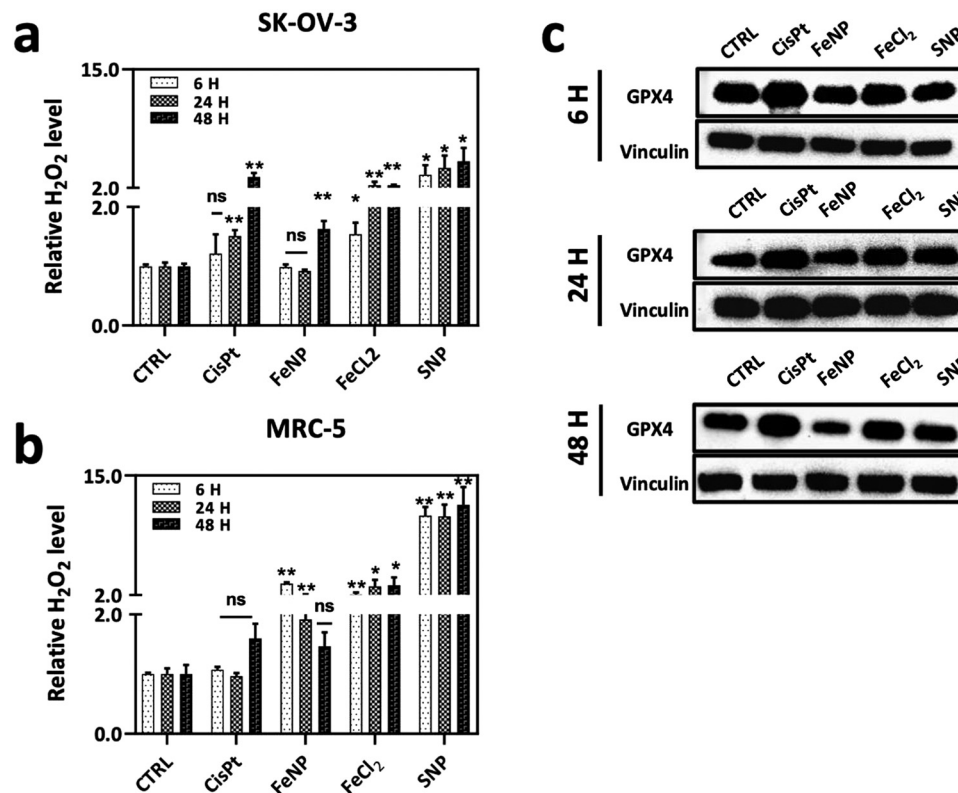 a
SK-OV-3
Relative H₂O₂ level
15.0
2.0
2.0
0.0
6 H
24 H
48 H
ns
**
**
ns
**
*
**
**
*
*
*
CTRL
CisPt
FeNP
FeCL2
SNP
b
MRC-5
Relative H₂O₂ level
15.0
2.0
2.0
0.0
6 H
24 H
48 H
ns
**
**
ns
**
*
*
**
**
**
CTRL
CisPt
FeNP
FeCl₂
SNP
c
CTRL CisPt FeNP FeCl₂ SNP
6 H
GPX4
Vinculin
CTRL CisPt FeNP FeCl₂ SNP
24 H
GPX4
Vinculin
CTRL CisPt FeNP FeCl₂ SNP
48 H
GPX4
Vinculin